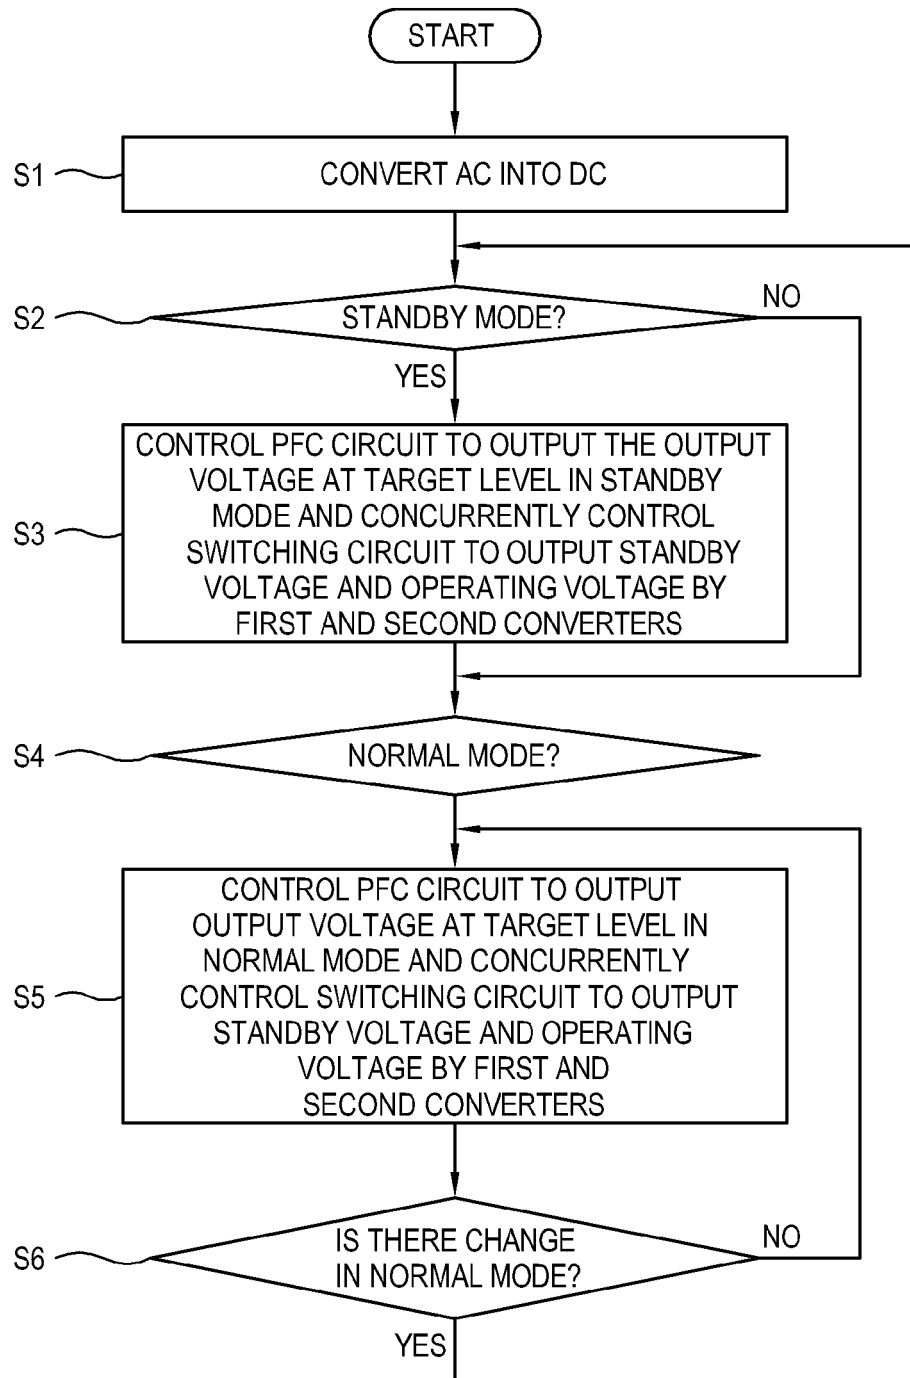 START
S1
CONVERT AC INTO DC
S2
STANDBY MODE?
NO
YES
S3
CONTROL PFC CIRCUIT TO OUTPUT THE OUTPUT
VOLTAGE AT TARGET LEVEL IN STANDBY
MODE AND CONCURRENTLY CONTROL
SWITCHING CIRCUIT TO OUTPUT STANDBY
VOLTAGE AND OPERATING VOLTAGE BY
FIRST AND SECOND CONVERTERS
S4
NORMAL MODE?
S5
CONTROL PFC CIRCUIT TO OUTPUT
OUTPUT VOLTAGE AT TARGET LEVEL IN
NORMAL MODE AND CONCURRENTLY
CONTROL SWITCHING CIRCUIT TO OUTPUT
STANDBY VOLTAGE AND OPERATING
VOLTAGE BY FIRST AND
SECOND CONVERTERS
S6
IS THERE CHANGE
IN NORMAL MODE?
NO
YES